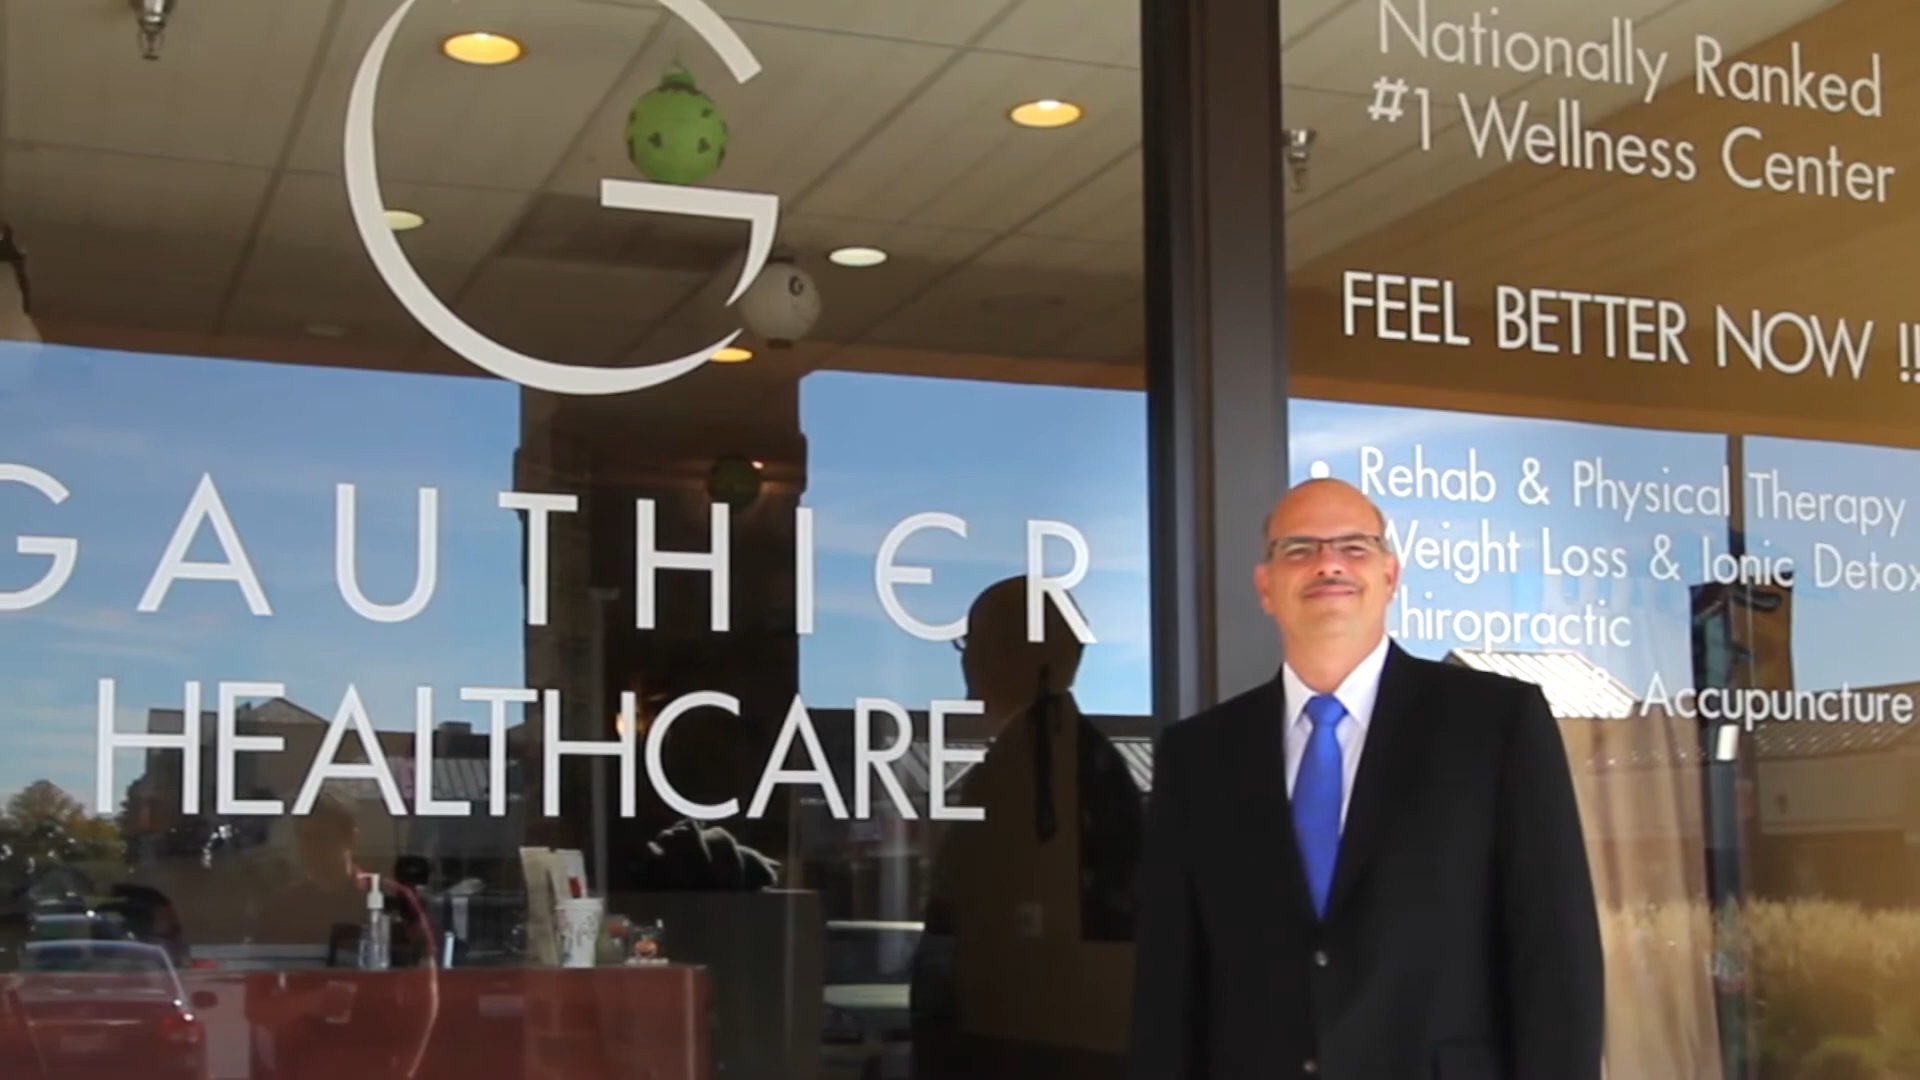 G
GAUTHIER
HEALTHCARE
Nationally Ranked
#1 Wellness Center
FEEL BETTER NOW !!
• Rehab & Physical Therapy
Weight Loss & Ionic Detox
Chiropractic
& Accupuncture